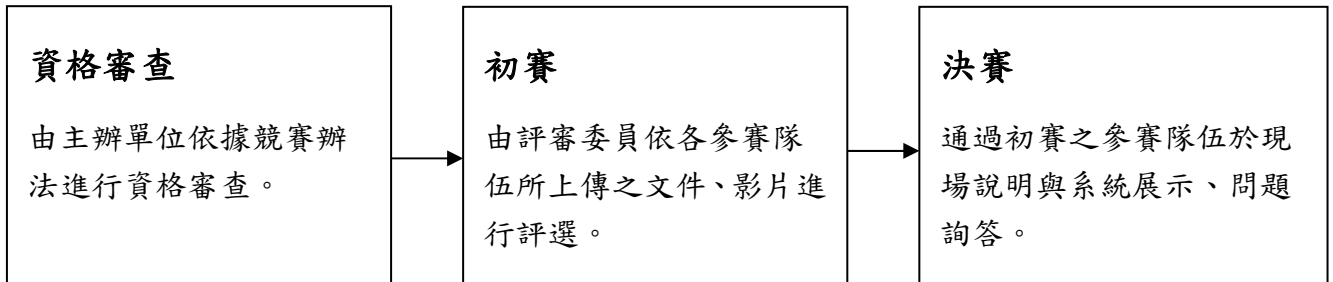 資格審查
由主辦單位依據競賽辦
法進行資格審查。
初賽
由評審委員依各參賽隊
伍所上傳之文件、影片進
行評選。
決賽
通過初賽之參賽隊伍於現
場說明與系統展示、問題
詢答。